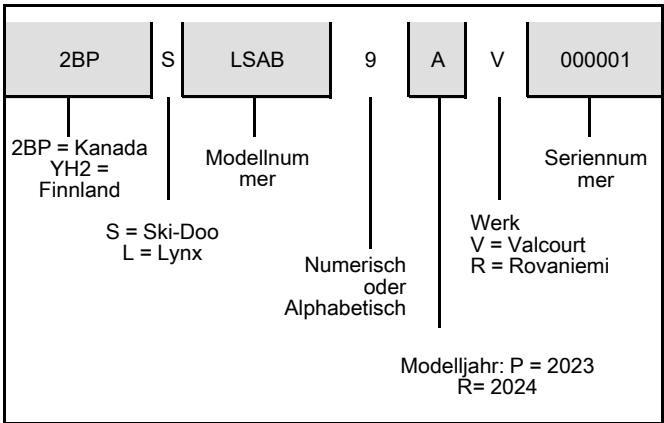 2BP S LSAB 9 A V 000001
2BP = Kanada
YH2 =
Finnland
Modellnum
mer
Seriennum
mer
S = Ski-Doo
L = Lynx
Werk
V = Valcourt
R = Rovaniemi
Numerisch
oder
Alphabetisch
Modelljahr: P = 2023
R= 2024